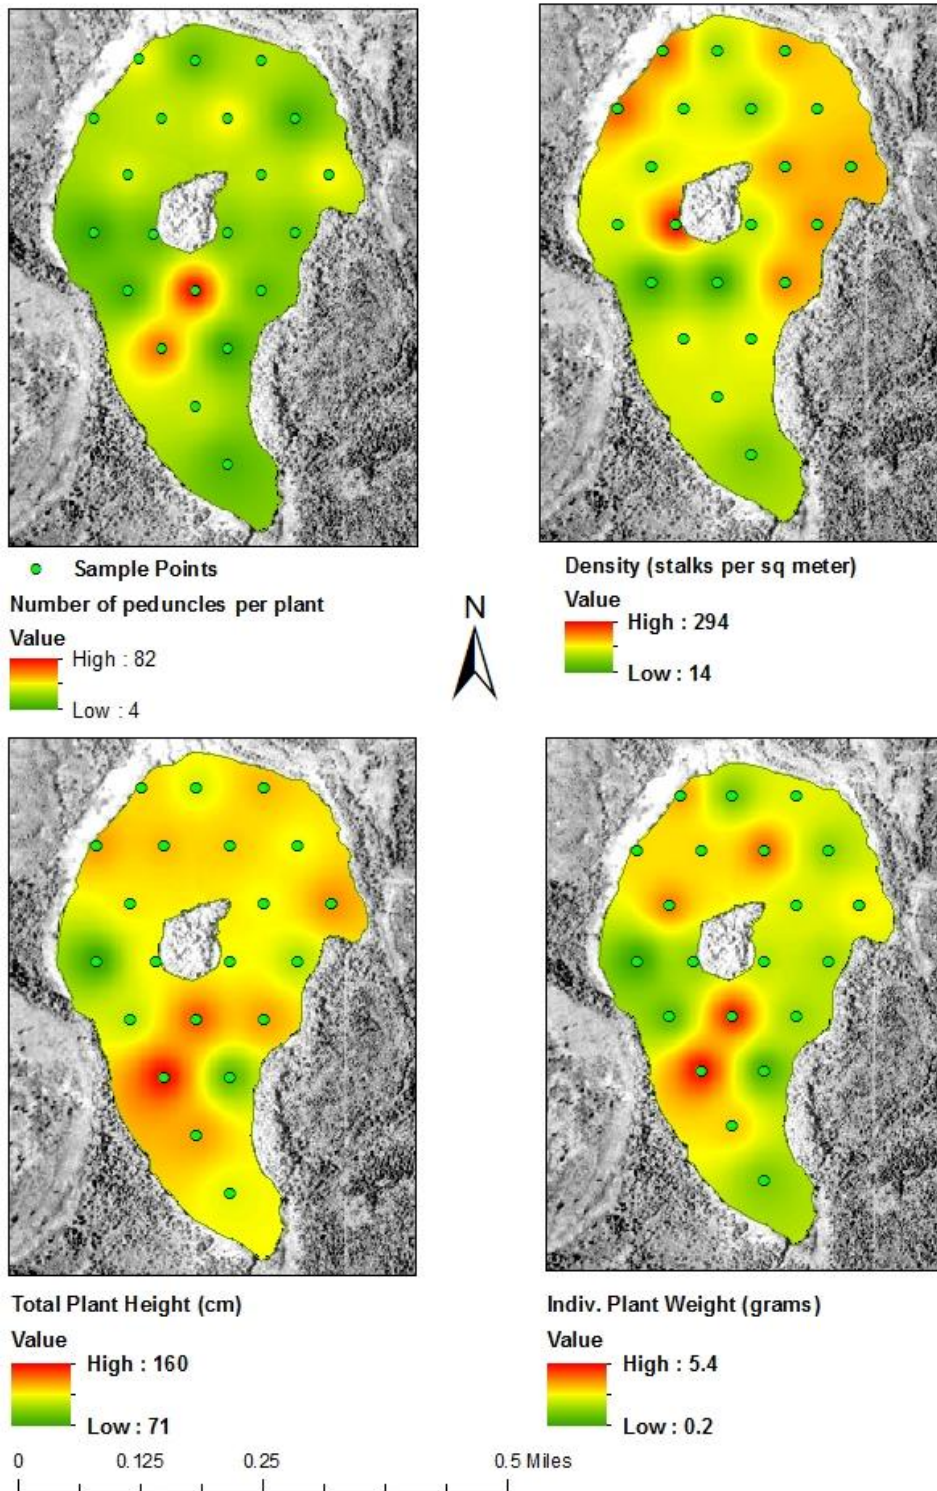 Sample Points
Number of peduncles per plant
Value
High : 82
Low : 4
N
Density (stalks per sq meter)
Value
High : 294
Low : 14
Total Plant Height (cm)
Value
High : 160
Low : 71
Indiv. Plant Weight (grams)
Value
High : 5.4
Low : 0.2
0 0.125 0.25 0.5 Miles